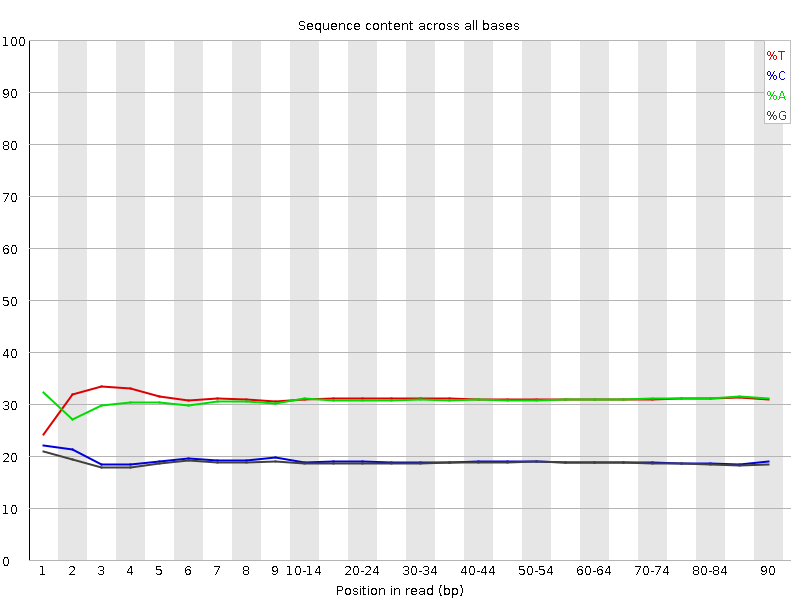 Sequence content across all bases
100
90
80
70
60
50
40
30
20
10
0
%T
%C
%A
%G
1 2 3 4 5 6 7 8 9 10-14 20-24 30-34 40-44 50-54 60-64 70-74 80-84 90
Position in read (bp)